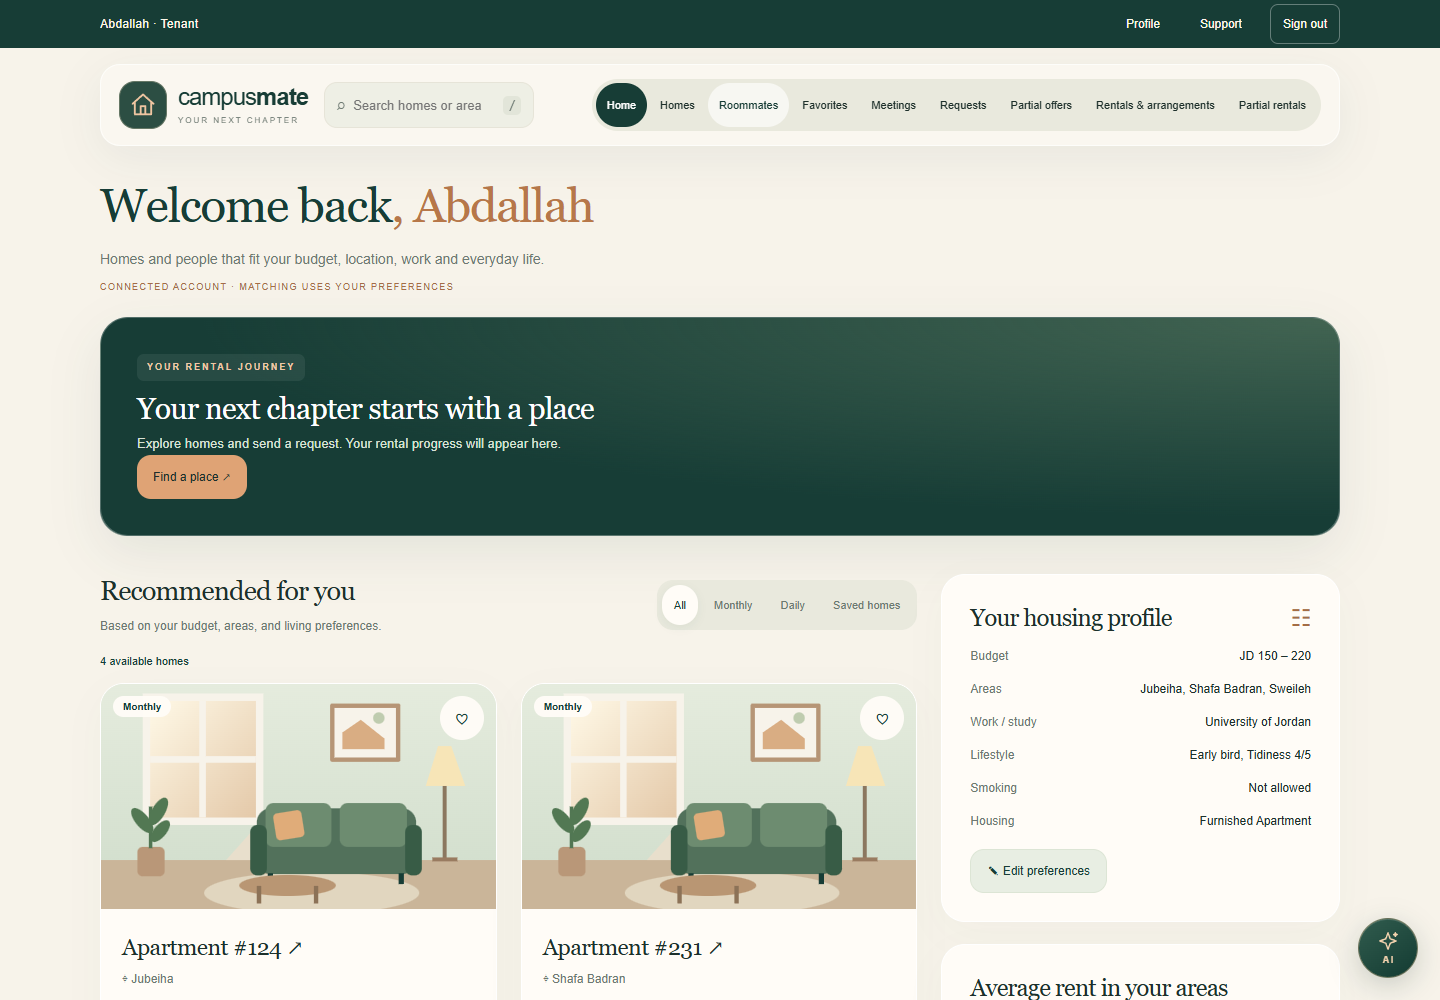 Abdallah · Tenant
Profile
Support
Sign out
campusmate
YOUR NEXT CHAPTER
Search homes or area
/
Home
Homes
Roommates
Favorites
Meetings
Requests
Partial offers
Rentals & arrangements
Partial rentals
Welcome back, Abdallah
Homes and people that fit your budget, location, work and everyday life.
CONNECTED ACCOUNT · MATCHING USES YOUR PREFERENCES
YOUR RENTAL JOURNEY
Your next chapter starts with a place
Explore homes and send a request. Your rental progress will appear here.
Find a place ↗
Recommended for you
Based on your budget, areas, and living preferences.
All
Monthly
Daily
Saved homes
4 available homes
Monthly
Monthly
Apartment #124 ↗
Jubeiha
Apartment #231 ↗
Shafa Badran
Your housing profile
Budget
JD 150 – 220
Areas
Jubeiha, Shafa Badran, Sweileh
Work / study
University of Jordan
Lifestyle
Early bird, Tidiness 4/5
Smoking
Not allowed
Housing
Furnished Apartment
Edit preferences
Average rent in your areas
AI